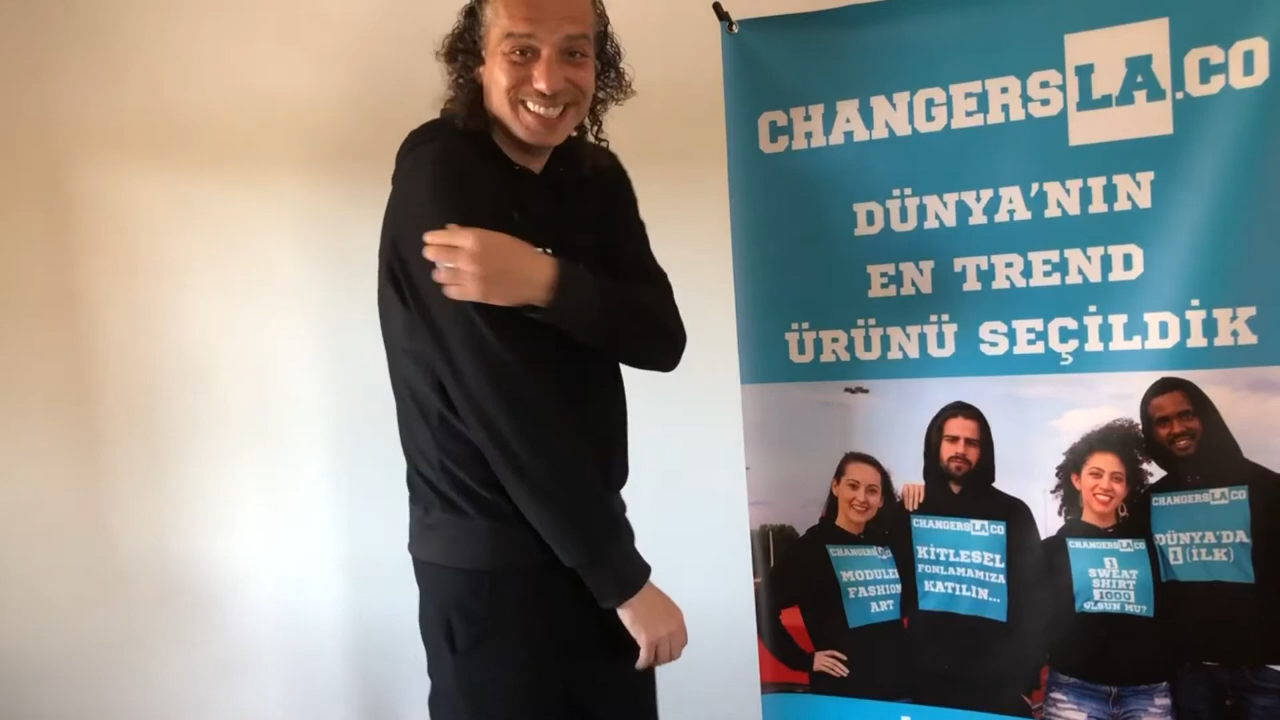 CHANGERSLA.CO
DÜNYA'NIN
EN TREND
ÜRÜNÜ SEÇİLDİK
CHANGERSLA.CO
MODULER
FASHION
ART
CHANGERSLA.CO
KİTLESEL
FONLAMAMIZA
KATILIN...
CHANGERSLA.CO
1
SWEAT
SHIRT
1000
OLSUN MU?
CHANGERSLA.CO
DÜNYA'DA
1 (İLK)